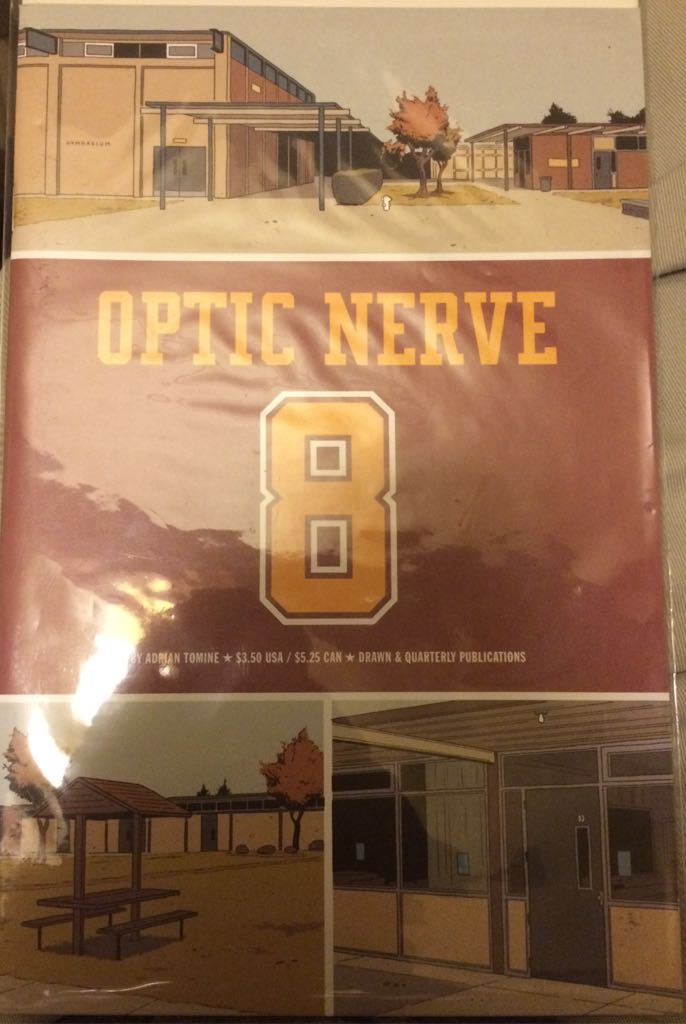 GYMNASIUM
OPTIC NERVE
8
BY ADRIAN TOMINE ★ $3.50 USA / $5.25 CAN ★ DRAWN & QUARTERLY PUBLICATIONS